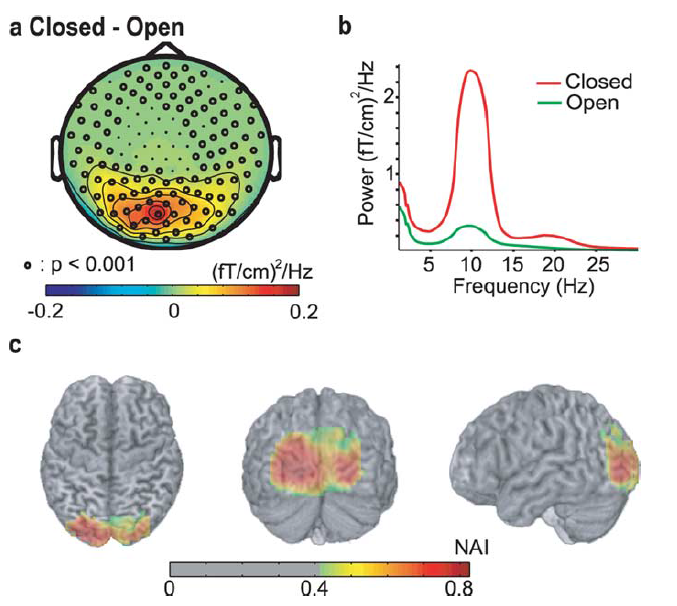 a Closed - Open
: p < 0.001
(fT/cm)²/Hz
-0.2 0 0.2
b
Power (fT/cm)²/Hz
2
1
Closed
Open
5 10 15 20 25
Frequency (Hz)
c
NAI
0 0.4 0.8